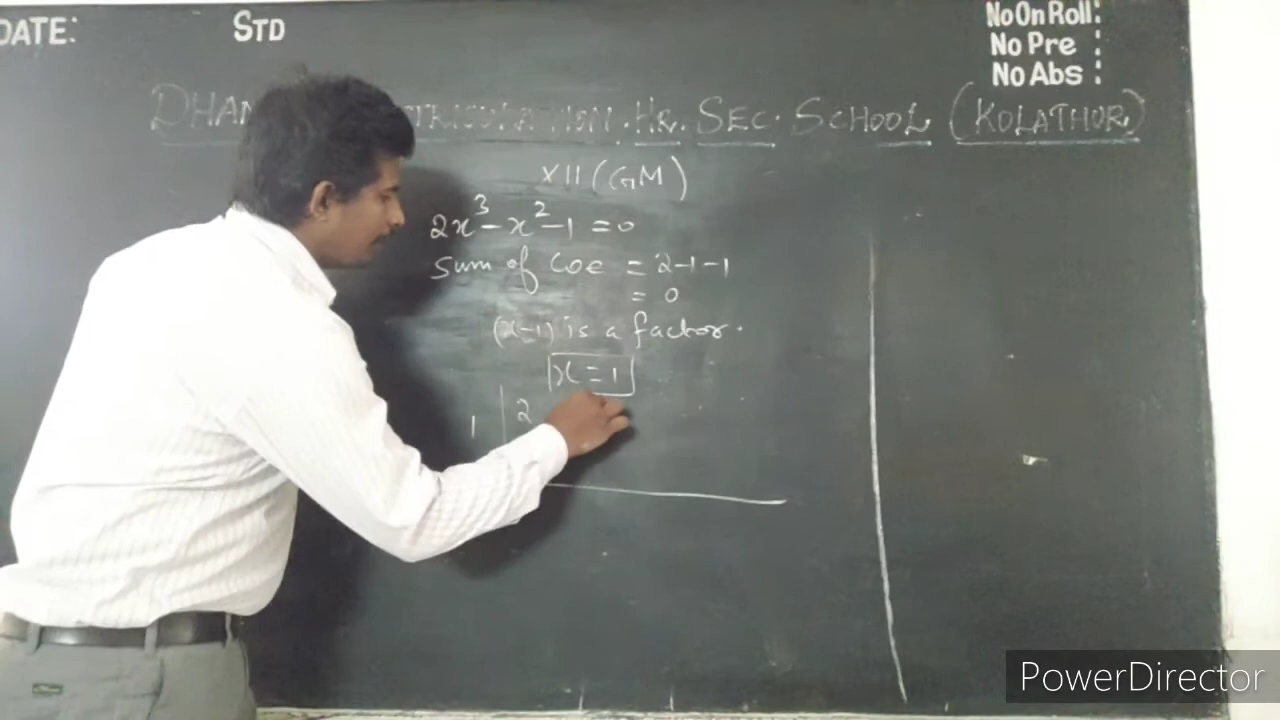 DATE:
STD
No On Roll:
No Pre :
No Abs :
HR. SEC. SCHOOL (KOLATHUR)
XII (GM)
2x³-x²-1=0
Sum of Coe = 2-1-1
= 0
(x-1) is a factor.
x=1
1 2
PowerDirector